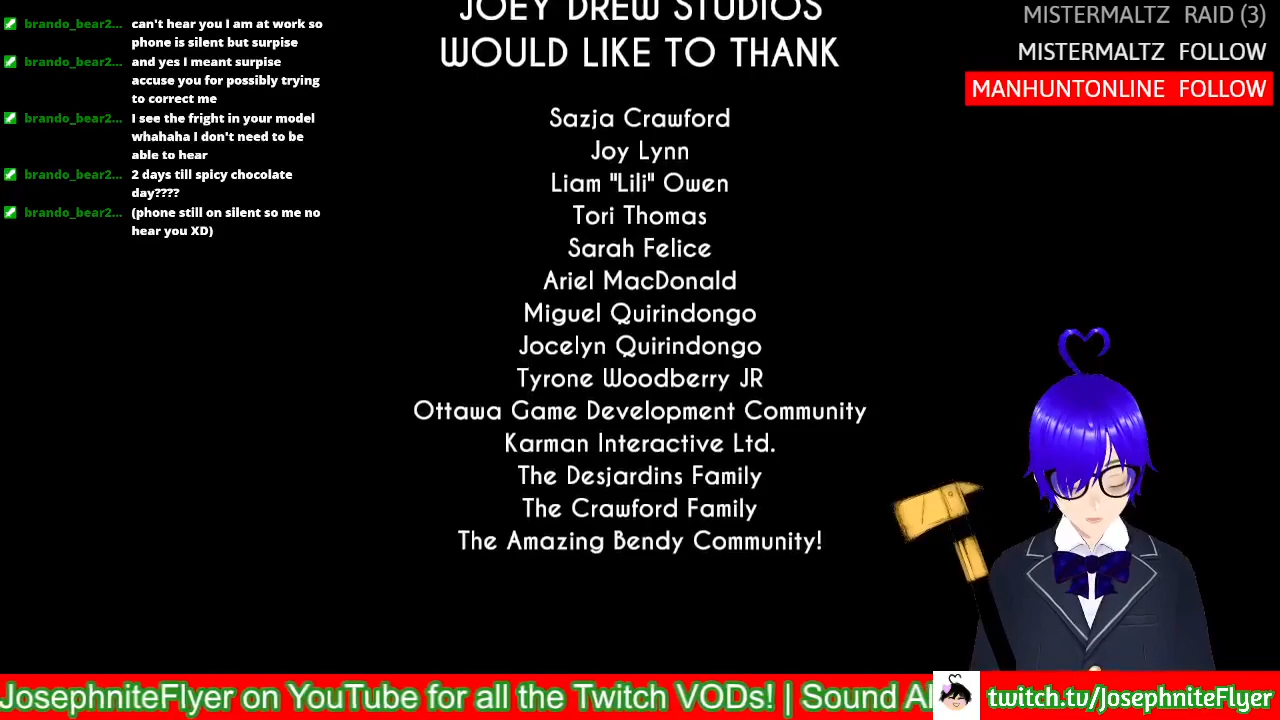 brando_bear2... can't hear you I am at work so
phone is silent but surpise
brando_bear2... and yes I meant surpise
accuse you for possibly trying
to correct me
brando_bear2... I see the fright in your model
whahaha I don't need to be
able to hear
brando_bear2... 2 days till spicy chocolate
day????
brando_bear2... (phone still on silent so me no
hear you XD)
JOEY DREW STUDIOS
WOULD LIKE TO THANK
Sazja Crawford
Joy Lynn
Liam "Lili" Owen
Tori Thomas
Sarah Felice
Ariel MacDonald
Miguel Quirindongo
Jocelyn Quirindongo
Tyrone Woodberry JR
Ottawa Game Development Community
Karman Interactive Ltd.
The Desjardins Family
The Crawford Family
The Amazing Bendy Community!
MISTERMALTZ RAID (3)
MISTERMALTZ FOLLOW
MANHUNTONLINE FOLLOW
JosephniteFlyer on YouTube for all the Twitch VODs! | Sound Al
twitch.tv/JosephniteFlyer